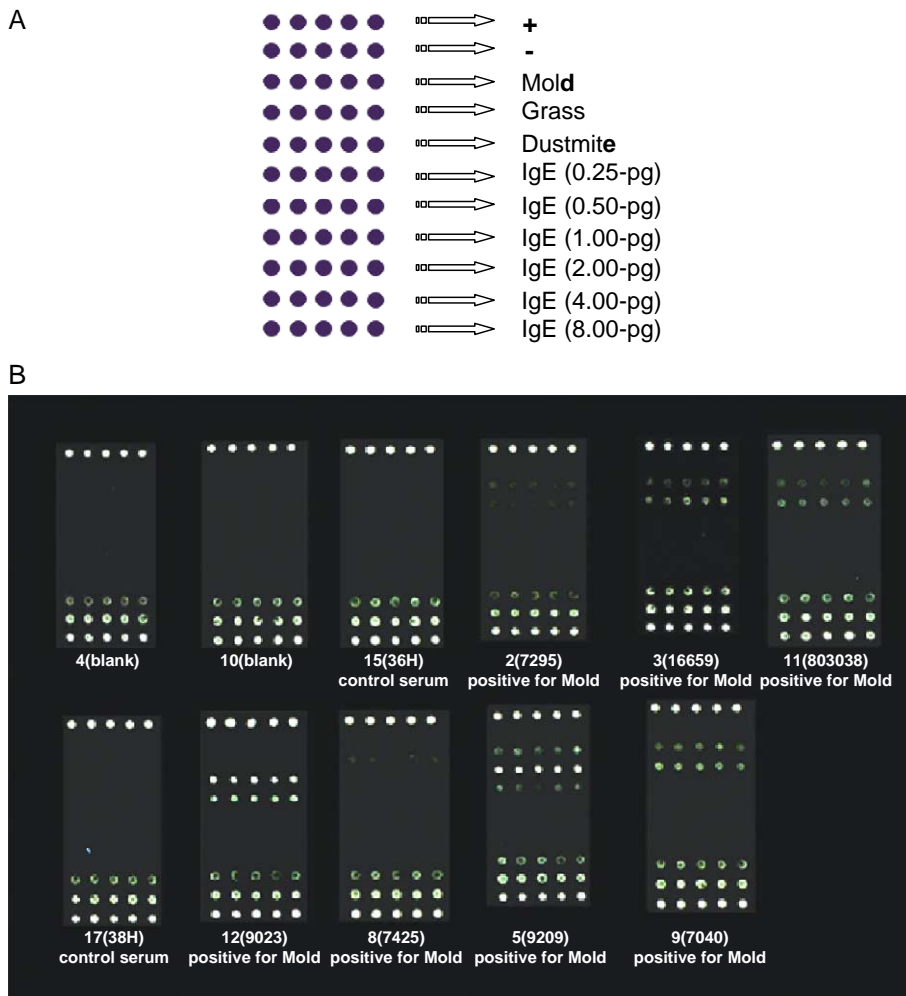 A
+
-
Mold
Grass
Dustmite
IgE (0.25-pg)
IgE (0.50-pg)
IgE (1.00-pg)
IgE (2.00-pg)
IgE (4.00-pg)
IgE (8.00-pg)
B
4(blank)
10(blank)
15(36H)
control serum
2(7295)
positive for Mold
3(16659)
positive for Mold
11(803038)
positive for Mold
17(38H)
control serum
12(9023)
positive for Mold
8(7425)
positive for Mold
5(9209)
positive for Mold
9(7040)
positive for Mold